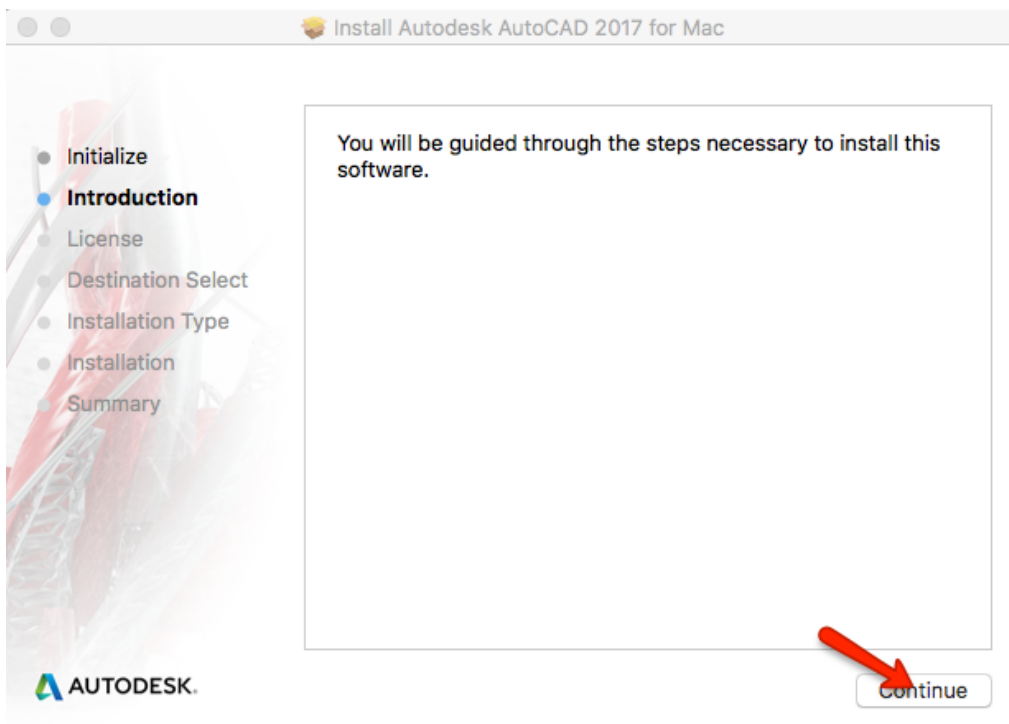 Install Autodesk AutoCAD 2017 for Mac
Initialize
Introduction
License
Destination Select
Installation Type
Installation
Summary
You will be guided through the steps necessary to install this
software.
AUTODESK.
Continue